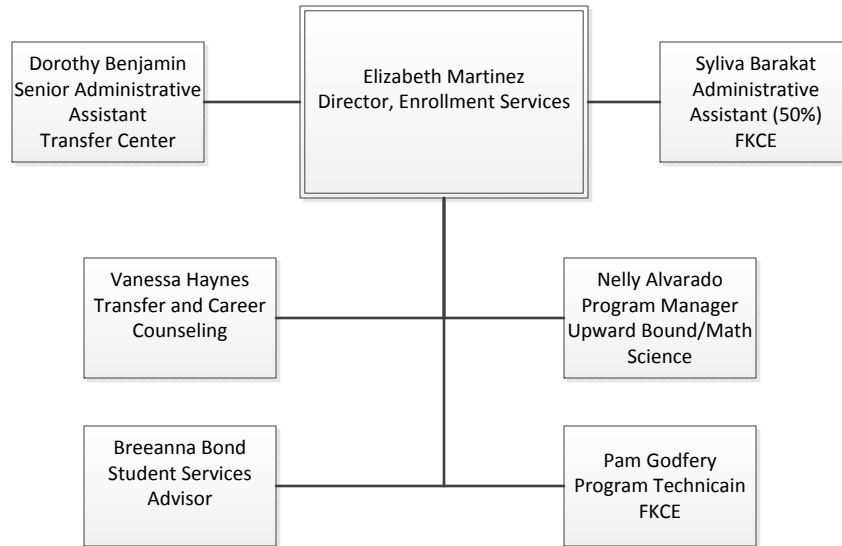 Dorothy Benjamin
Senior Administrative
Assistant
Transfer Center
Elizabeth Martinez
Director, Enrollment Services
Syliva Barakat
Administrative
Assistant (50%)
FKCE
Vanessa Haynes
Transfer and Career
Counseling
Nelly Alvarado
Program Manager
Upward Bound/Math
Science
Breeanna Bond
Student Services
Advisor
Pam Godfery
Program Technicain
FKCE